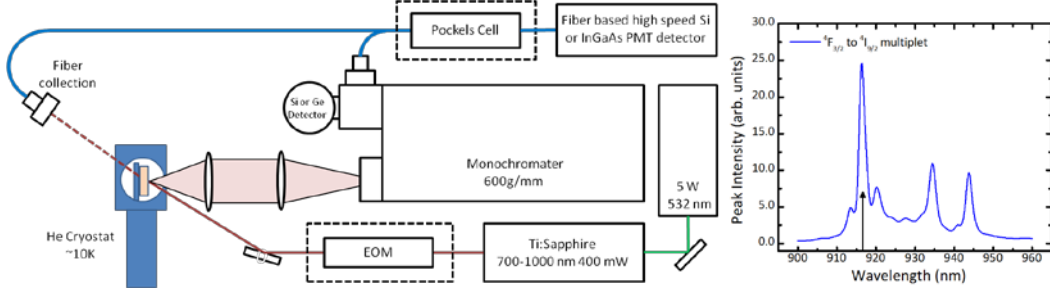 Fiber
collection
Pockels Cell
Fiber based high speed Si
or InGaAs PMT detector
Si or Ge
Detector
Monochromater
600g/mm
5 W
532 nm
He Cryostat
~10K
EOM
Ti:Sapphire
700-1000 nm 400 mW
30.0
25.0
20.0
15.0
10.0
5.0
0.0
Peak Intensity (arb. units)
⁴F₃/₂ to ⁴I₉/₂ multiplet
900 910 920 930 940 950 960
Wavelength (nm)